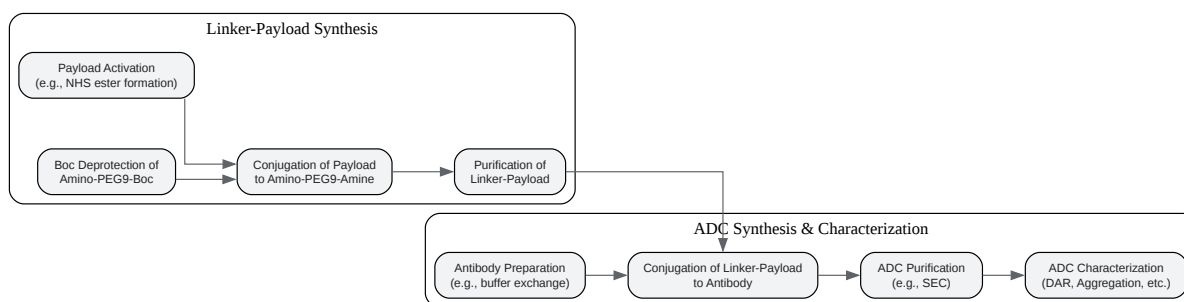 Linker-Payload Synthesis
Payload Activation
(e.g., NHS ester formation)
Boc Deprotection of
Amino-PEG9-Boc
Conjugation of Payload
to Amino-PEG9-Amine
Purification of
Linker-Payload
ADC Synthesis & Characterization
Antibody Preparation
(e.g., buffer exchange)
Conjugation of Linker-Payload
to Antibody
ADC Purification
(e.g., SEC)
ADC Characterization
(DAR, Aggregation, etc.)